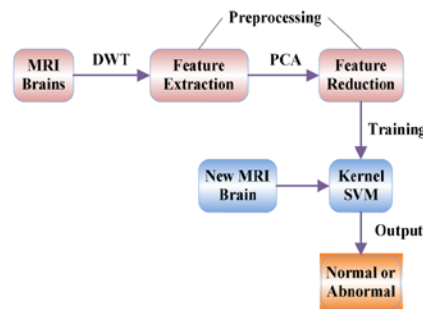 Preprocessing
MRI
Brains
DWT
Feature
Extraction
PCA
Feature
Reduction
Training
New MRI
Brain
Kernel
SVM
Output
Normal or
Abnormal